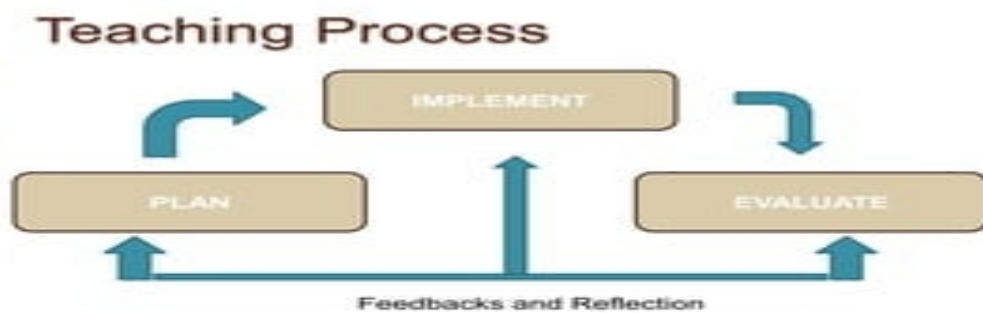 Teaching Process
IMPLEMENT
PLAN
EVALUATE
Feedbacks and Reflection